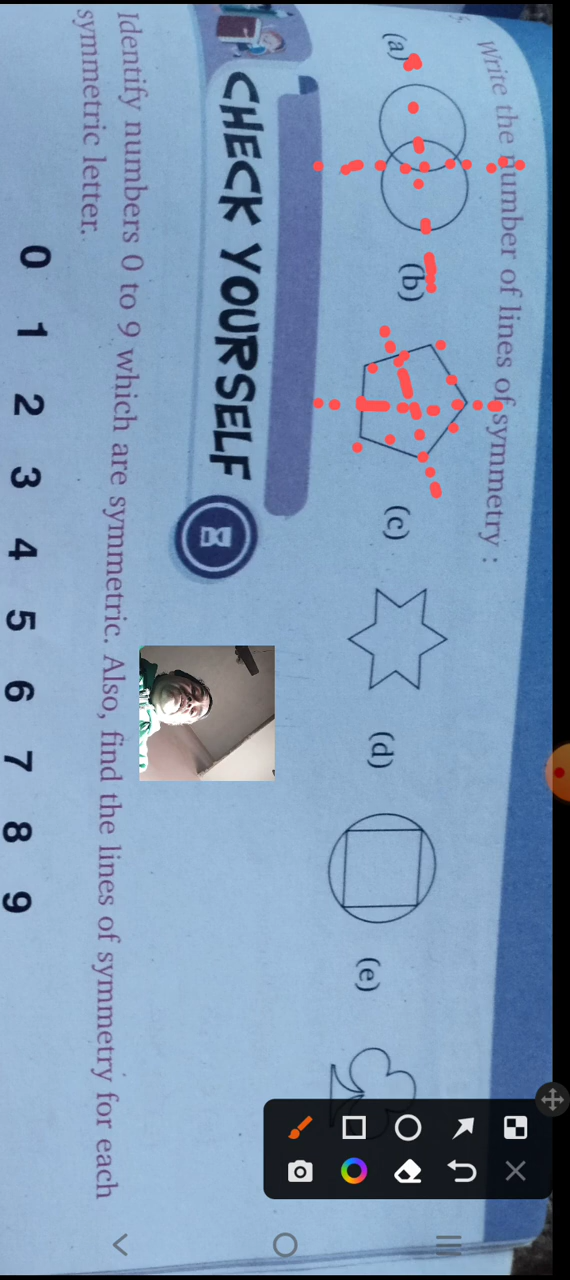 5. Write the number of lines of symmetry :
(a) (b) (c) (d) (e)
CHECK YOURSELF
Identify numbers 0 to 9 which are symmetric. Also, find the lines of symmetry for each
symmetric letter.
0 1 2 3 4 5 6 7 8 9